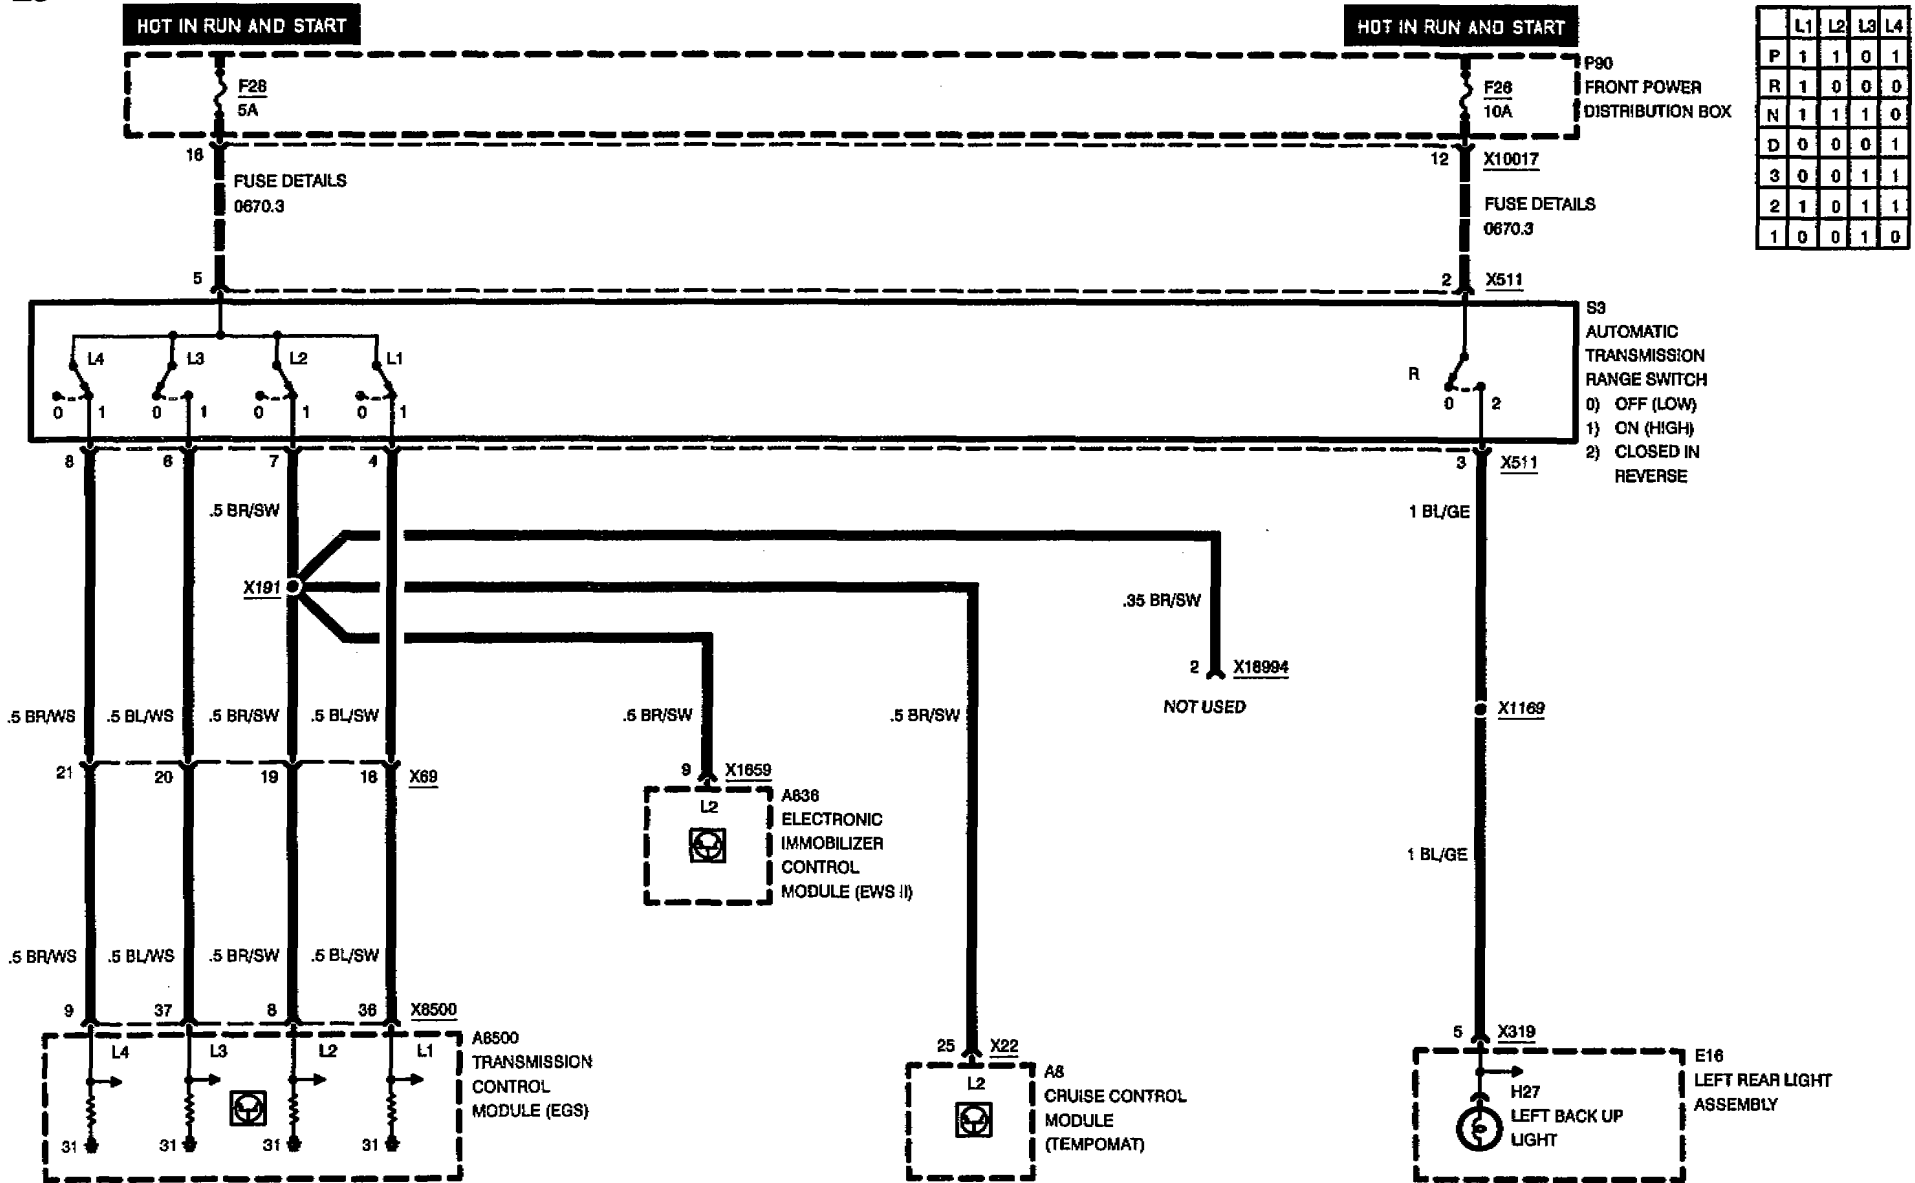 HOT IN RUN AND START
HOT IN RUN AND START
L1 L2 L3 L4
P 1 1 0 1
R 1 0 0 0
N 1 1 1 0
D 0 0 0 1
3 0 0 1 1
2 1 0 1 1
1 0 0 1 0
F28
5A
F26
10A
P90
FRONT POWER
DISTRIBUTION BOX
16
12 X10017
FUSE DETAILS
0670.3
FUSE DETAILS
0670.3
5
2 X511
S3
AUTOMATIC
TRANSMISSION
RANGE SWITCH
0) OFF (LOW)
1) ON (HIGH)
2) CLOSED IN
REVERSE
L4 L3 L2 L1
R
0 1 0 1 0 1 0 1
0 2
8 6 7 4
3 X511
.5 BR/SW
1 BL/GE
X191
.35 BR/SW
2 X18994
NOT USED
X1169
.5 BR/WS .5 BL/WS .5 BR/SW .5 BL/SW .5 BR/SW .5 BR/SW
21 20 19 18 X69
9 X1659
L2
A836
ELECTRONIC
IMMOBILIZER
CONTROL
MODULE (EWS II)
1 BL/GE
.5 BR/WS .5 BL/WS .5 BR/SW .5 BL/SW
9 37 8 36 X8500
L4 L3 L2 L1
31 31 31 31
A8500
TRANSMISSION
CONTROL
MODULE (EGS)
25 X22
L2
A8
CRUISE CONTROL
MODULE
(TEMPOMAT)
5 X319
H27
LEFT BACK UP
LIGHT
E16
LEFT REAR LIGHT
ASSEMBLY